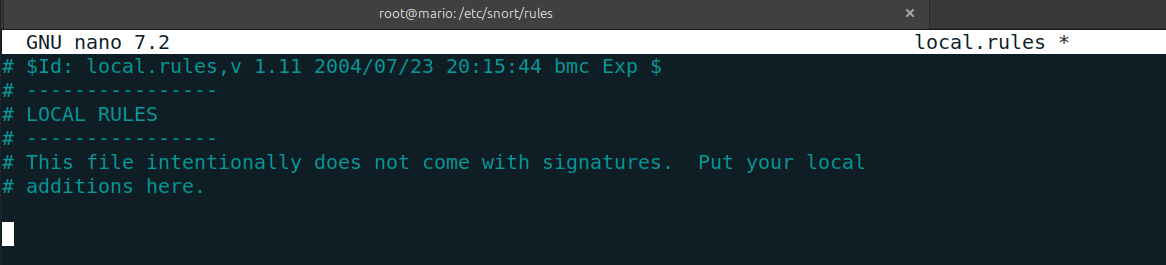 root@mario: /etc/snort/rules ×
GNU nano 7.2 local.rules *
# $Id: local.rules,v 1.11 2004/07/23 20:15:44 bmc Exp $
# ----------------
# LOCAL RULES
# ----------------
# This file intentionally does not come with signatures.  Put your local
# additions here.